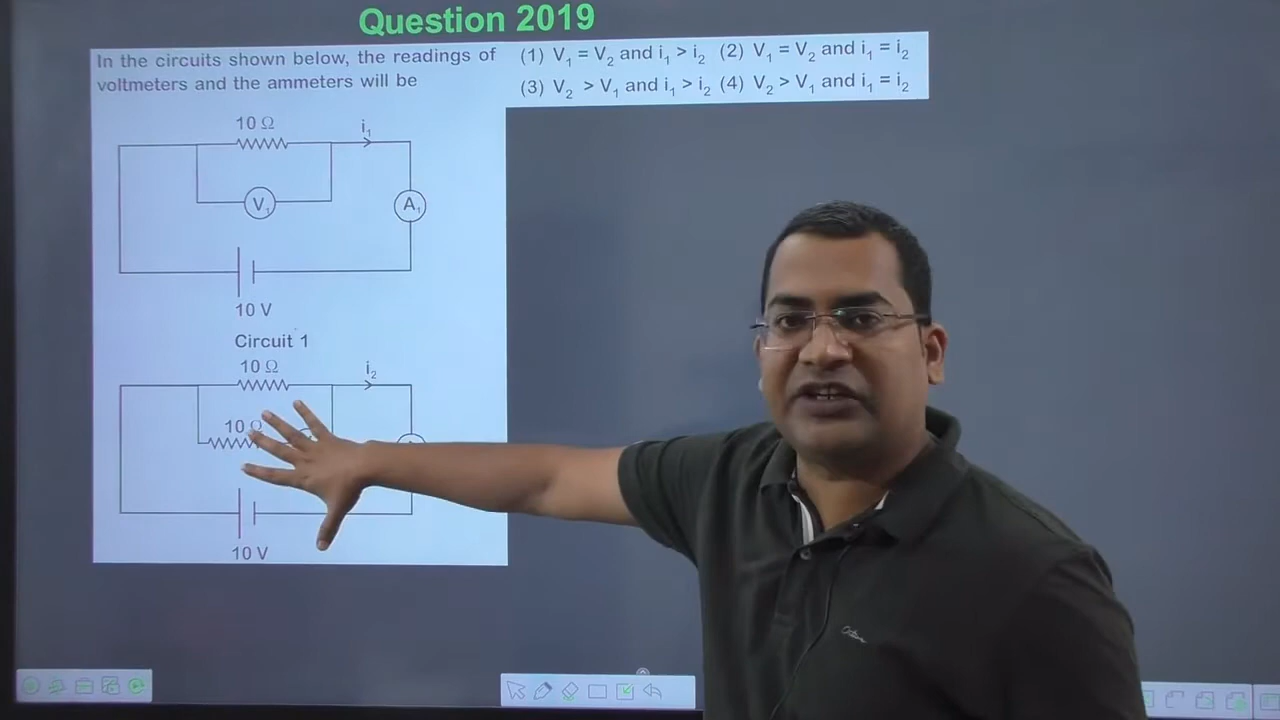 Question 2019
In the circuits shown below, the readings of
voltmeters and the ammeters will be
(1) V₁ = V₂ and i₁ > i₂ (2) V₁ = V₂ and i₁ = i₂
(3) V₂ > V₁ and i₁ > i₂ (4) V₂ > V₁ and i₁ = i₂
10 Ω
i₁
V₁
A₁
10 V
Circuit 1
10 Ω
i₂
10 Ω
10 V